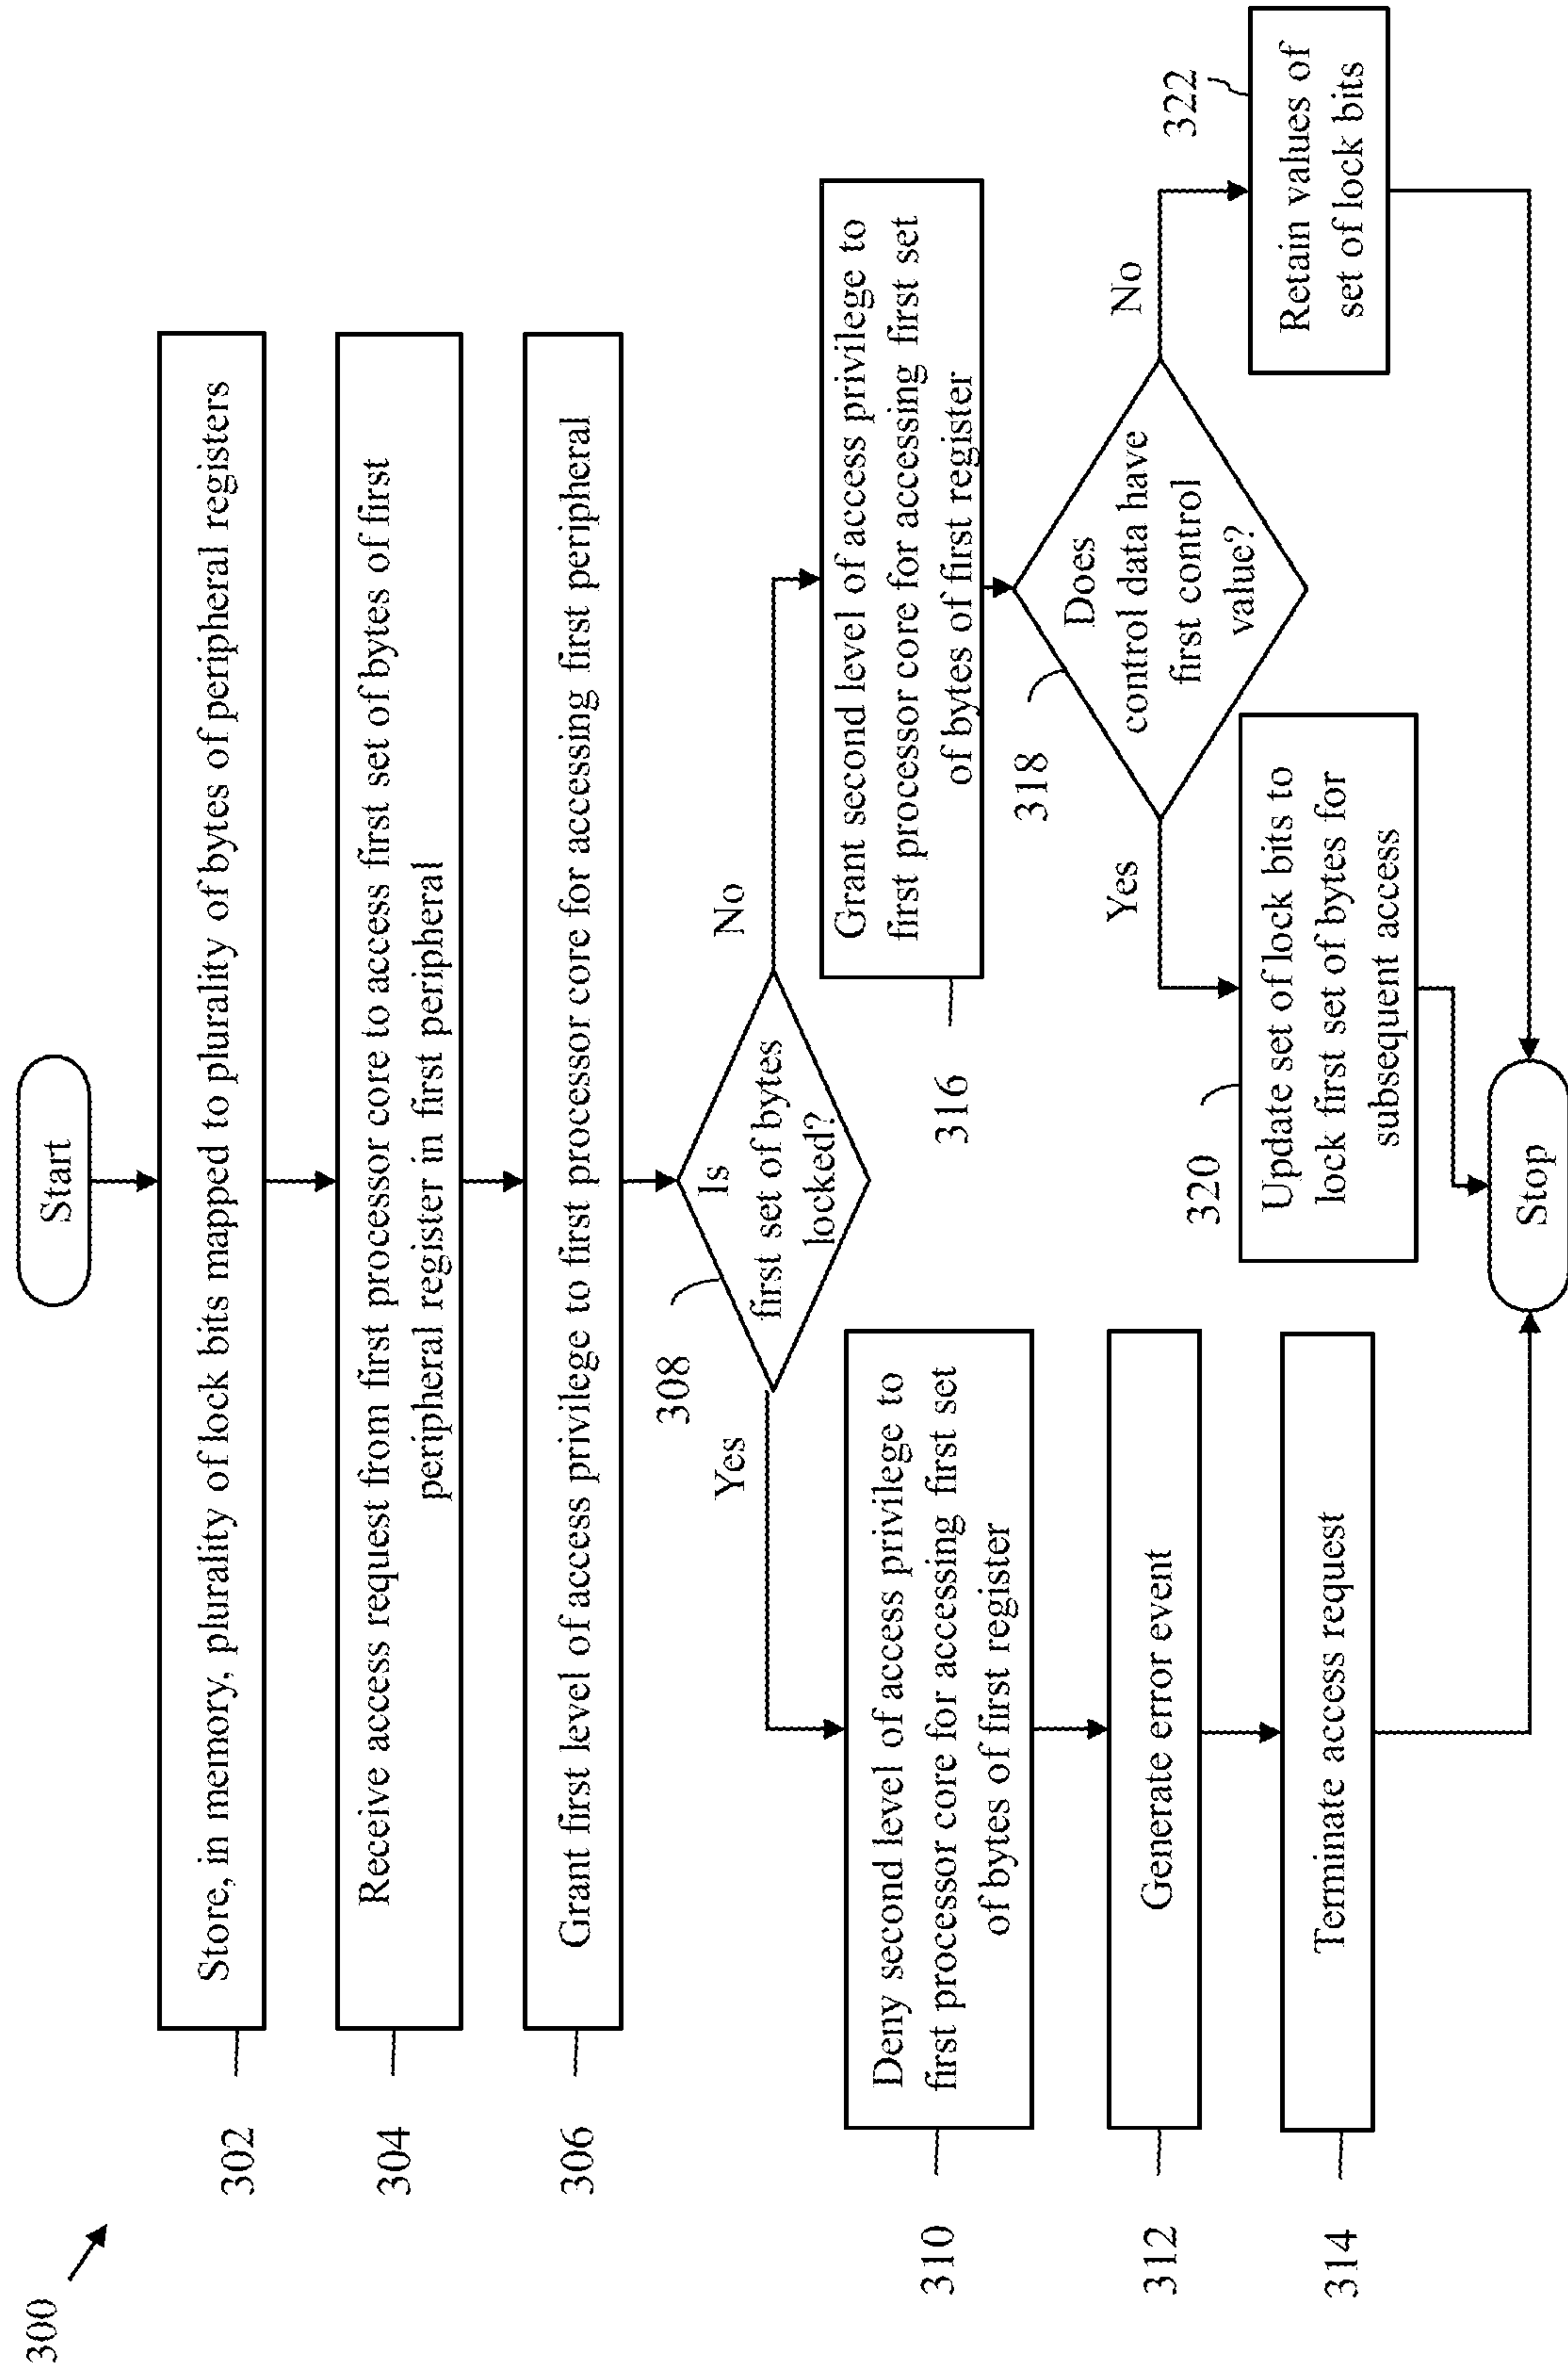 300
Start
302
Store, in memory, plurality of lock bits mapped to plurality of bytes of peripheral registers
304
Receive access request from first processor core to access first set of bytes of first
peripheral register in first peripheral
306
Grant first level of access privilege to first processor core for accessing first peripheral
308
Is
first set of bytes
locked?
Yes
No
310
Deny second level of access privilege to
first processor core for accessing first set
of bytes of first register
312
Generate error event
314
Terminate access request
316
Grant second level of access privilege to
first processor core for accessing first set
of bytes of first register
318
Does
control data have
first control
value?
Yes
No
320
Update set of lock bits to
lock first set of bytes for
subsequent access
322
Retain values of
set of lock bits
Stop